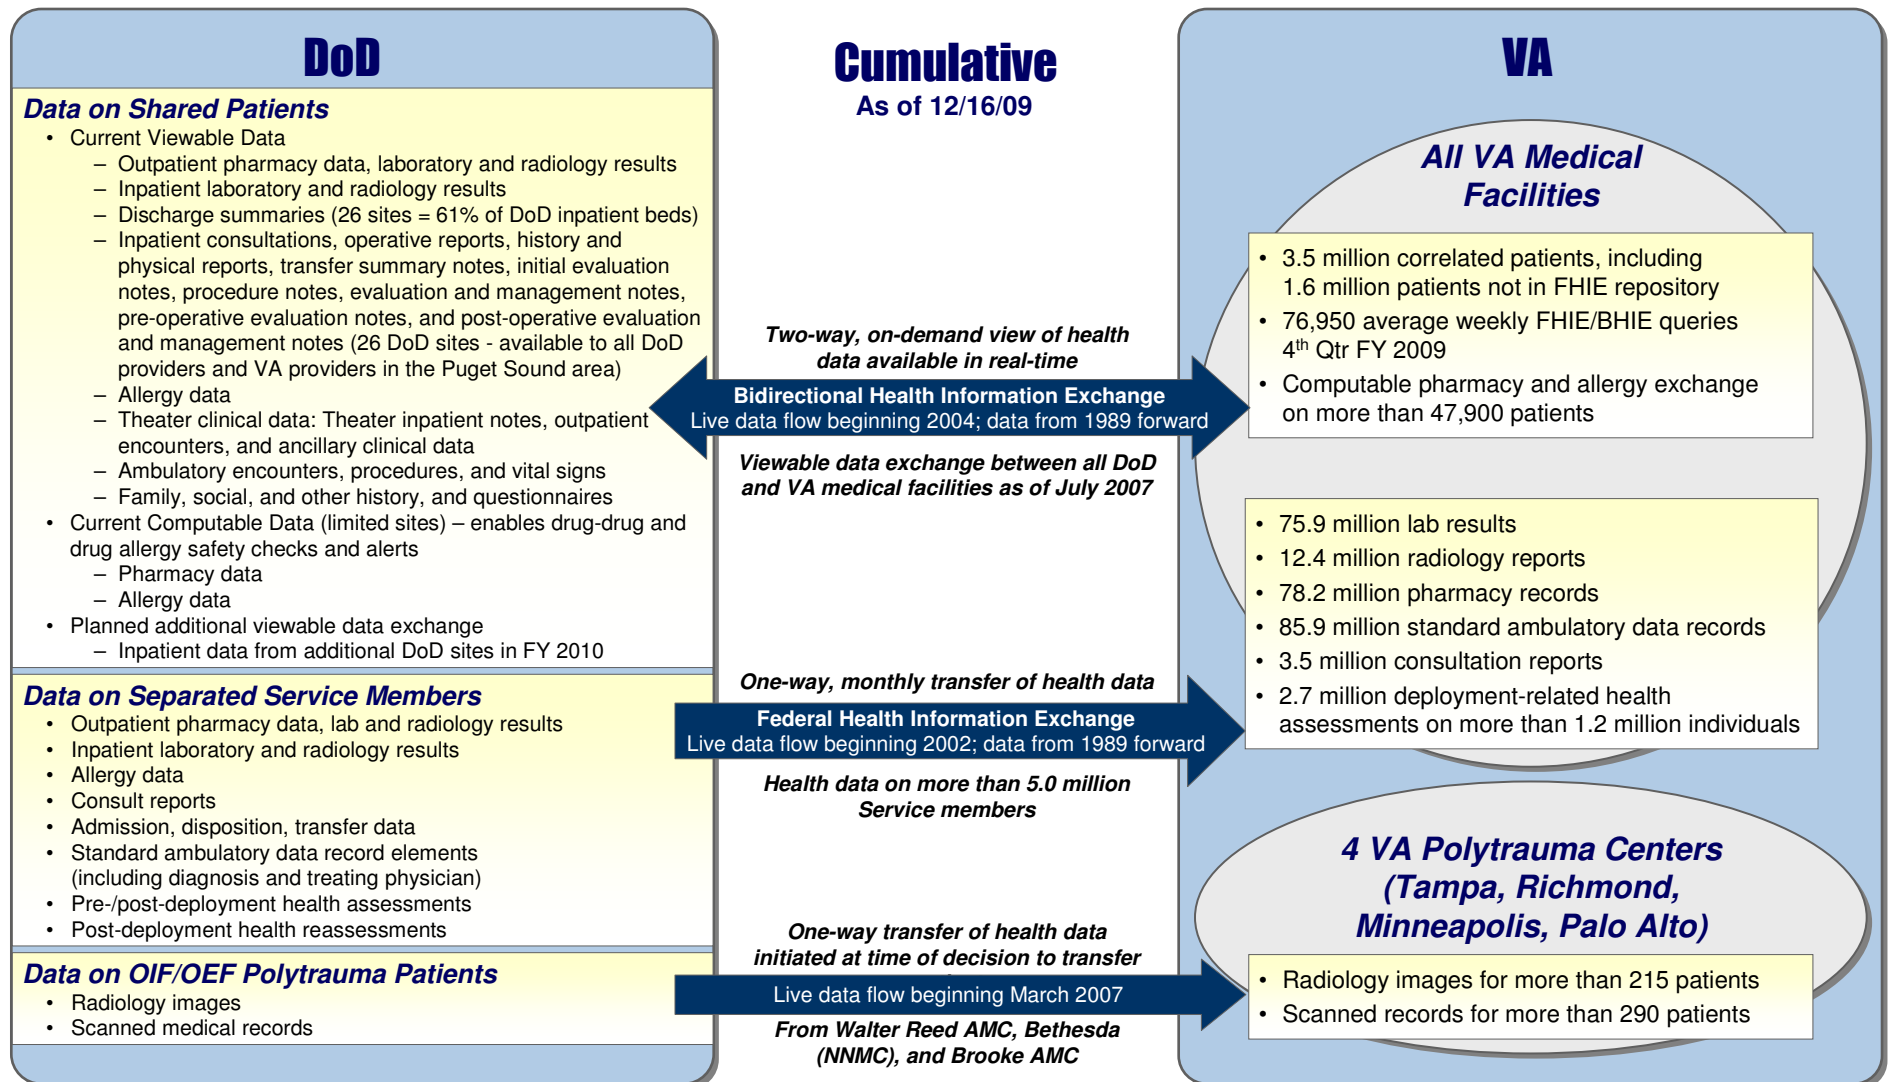 DoD
Data on Shared Patients
• Current Viewable Data
– Outpatient pharmacy data, laboratory and radiology results
– Inpatient laboratory and radiology results
– Discharge summaries (26 sites = 61% of DoD inpatient beds)
– Inpatient consultations, operative reports, history and
physical reports, transfer summary notes, initial evaluation
notes, procedure notes, evaluation and management notes,
pre-operative evaluation notes, and post-operative evaluation
and management notes (26 DoD sites - available to all DoD
providers and VA providers in the Puget Sound area)
– Allergy data
– Theater clinical data: Theater inpatient notes, outpatient
encounters, and ancillary clinical data
– Ambulatory encounters, procedures, and vital signs
– Family, social, and other history, and questionnaires
• Current Computable Data (limited sites) – enables drug-drug and
drug allergy safety checks and alerts
– Pharmacy data
– Allergy data
• Planned additional viewable data exchange
– Inpatient data from additional DoD sites in FY 2010
Data on Separated Service Members
• Outpatient pharmacy data, lab and radiology results
• Inpatient laboratory and radiology results
• Allergy data
• Consult reports
• Admission, disposition, transfer data
• Standard ambulatory data record elements
(including diagnosis and treating physician)
• Pre-/post-deployment health assessments
• Post-deployment health reassessments
Data on OIF/OEF Polytrauma Patients
• Radiology images
• Scanned medical records
Cumulative
As of 12/16/09
Two-way, on-demand view of health
data available in real-time
Bidirectional Health Information Exchange
Live data flow beginning 2004; data from 1989 forward
Viewable data exchange between all DoD
and VA medical facilities as of July 2007
One-way, monthly transfer of health data
Federal Health Information Exchange
Live data flow beginning 2002; data from 1989 forward
Health data on more than 5.0 million
Service members
One-way transfer of health data
initiated at time of decision to transfer
Live data flow beginning March 2007
From Walter Reed AMC, Bethesda
(NNMC), and Brooke AMC
VA
All VA Medical
Facilities
• 3.5 million correlated patients, including
1.6 million patients not in FHIE repository
• 76,950 average weekly FHIE/BHIE queries
4th Qtr FY 2009
• Computable pharmacy and allergy exchange
on more than 47,900 patients
• 75.9 million lab results
• 12.4 million radiology reports
• 78.2 million pharmacy records
• 85.9 million standard ambulatory data records
• 3.5 million consultation reports
• 2.7 million deployment-related health
assessments on more than 1.2 million individuals
4 VA Polytrauma Centers
(Tampa, Richmond,
Minneapolis, Palo Alto)
• Radiology images for more than 215 patients
• Scanned records for more than 290 patients